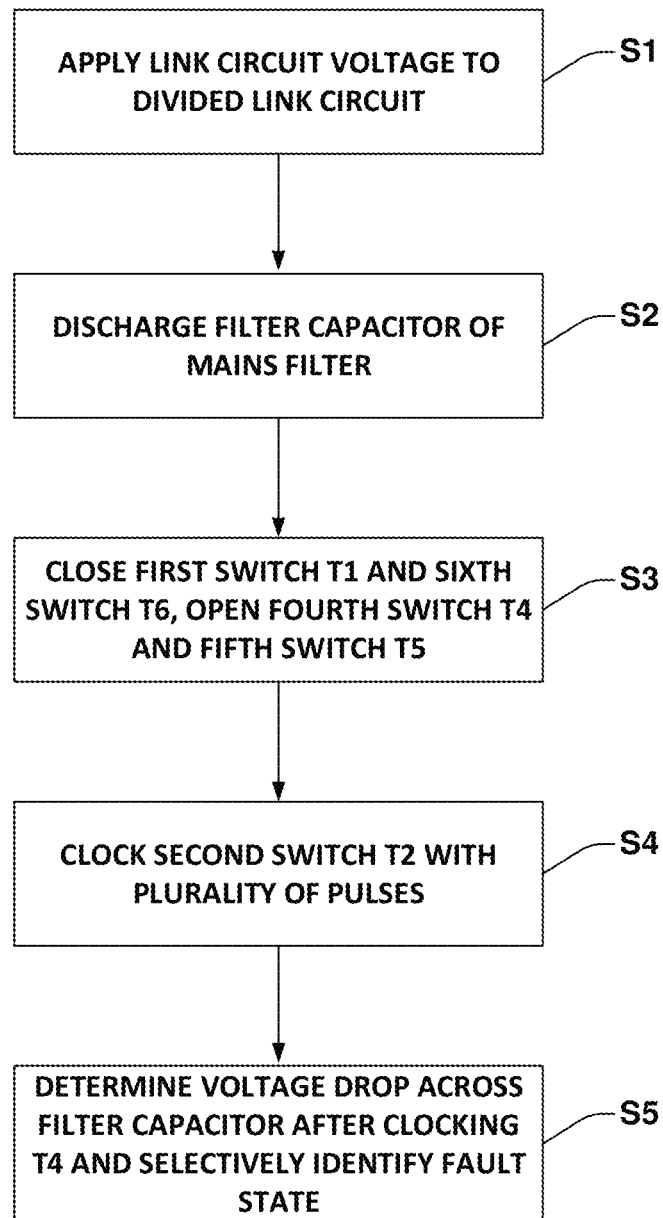 APPLY LINK CIRCUIT VOLTAGE TO
DIVIDED LINK CIRCUIT
S1
DISCHARGE FILTER CAPACITOR OF
MAINS FILTER
S2
CLOSE FIRST SWITCH T1 AND SIXTH
SWITCH T6, OPEN FOURTH SWITCH T4
AND FIFTH SWITCH T5
S3
CLOCK SECOND SWITCH T2 WITH
PLURALITY OF PULSES
S4
DETERMINE VOLTAGE DROP ACROSS
FILTER CAPACITOR AFTER CLOCKING
T4 AND SELECTIVELY IDENTIFY FAULT
STATE
S5